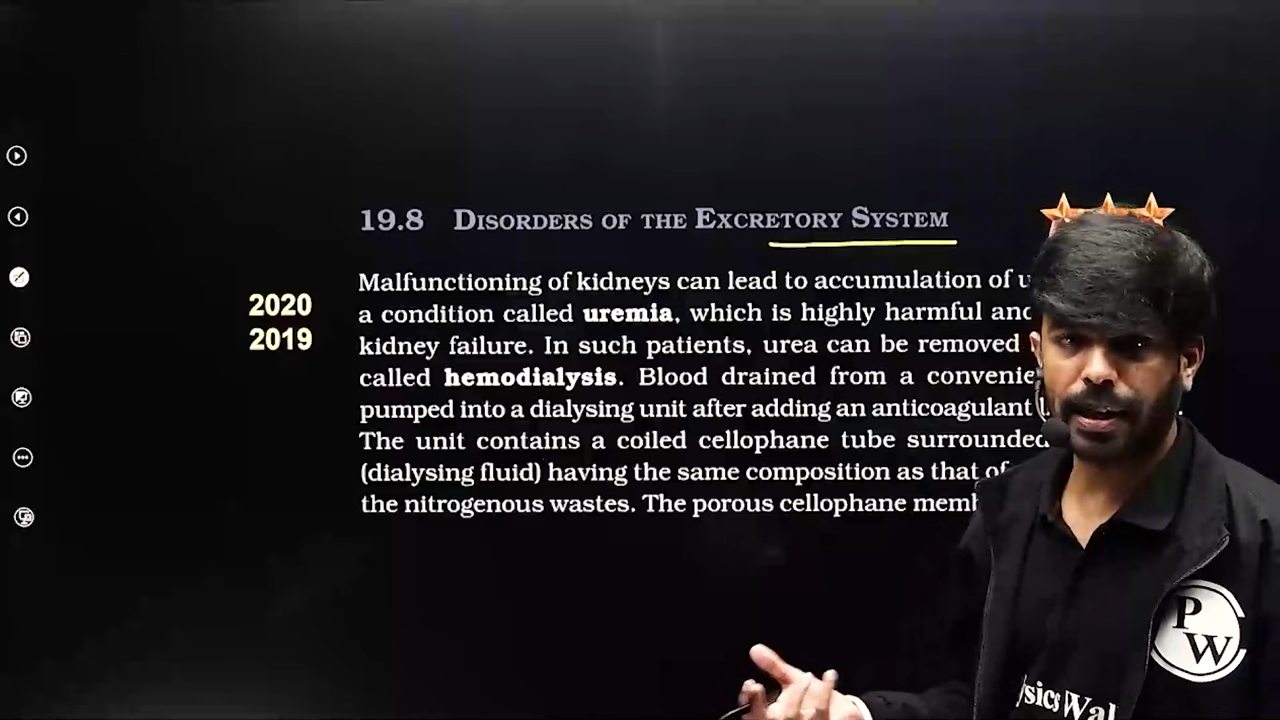 19.8 DISORDERS OF THE EXCRETORY SYSTEM
2020
2019
Malfunctioning of kidneys can lead to accumulation of
a condition called uremia, which is highly harmful and
kidney failure. In such patients, urea can be removed
called hemodialysis. Blood drained from a
pumped into a dialysing unit after adding an anticoagulant
The unit contains a coiled cellophane tube surrounded
(dialysing fluid) having the same composition as that of
the nitrogenous wastes. The porous cellophane
P
W